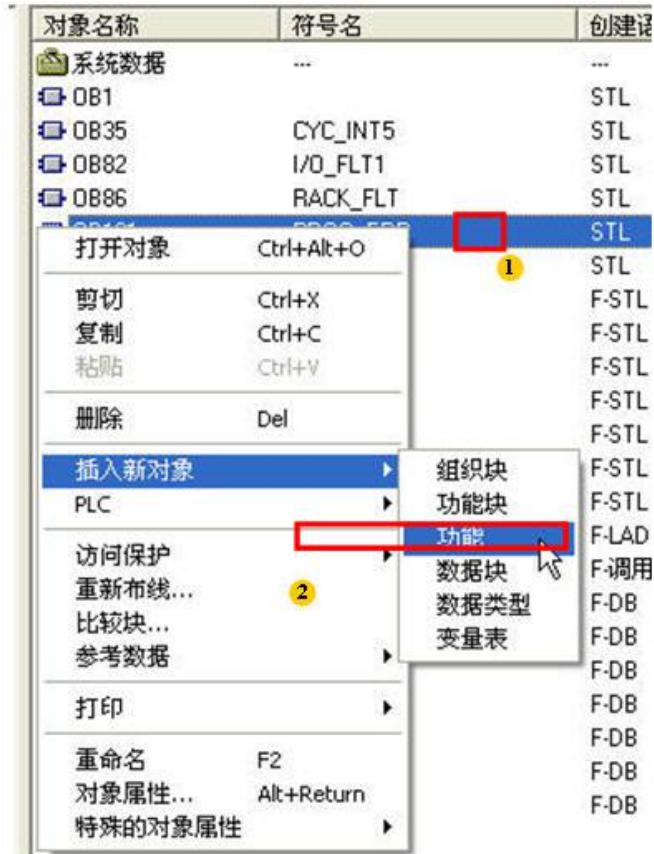 对象名称 符号名 创建语
系统数据 --- ---
OB1 STL
OB35 CYC_INT5 STL
OB82 I/O_FLT1 STL
OB86 RACK_FLT STL
STL
1
打开对象 Ctrl+Alt+O
STL
剪切 Ctrl+X F-STL
复制 Ctrl+C F-STL
粘贴 Ctrl+V F-STL
F-STL
删除 Del
F-STL
插入新对象 组织块 F-STL
PLC 功能块 F-STL
功能 F-LAD
访问保护 数据块 F-调用
重新布线... 2 数据类型 F-DB
比较块... 变量表 F-DB
参考数据 F-DB
打印 F-DB
F-DB
重命名 F2
对象属性... Alt+Return F-DB
特殊的对象属性 F-DB